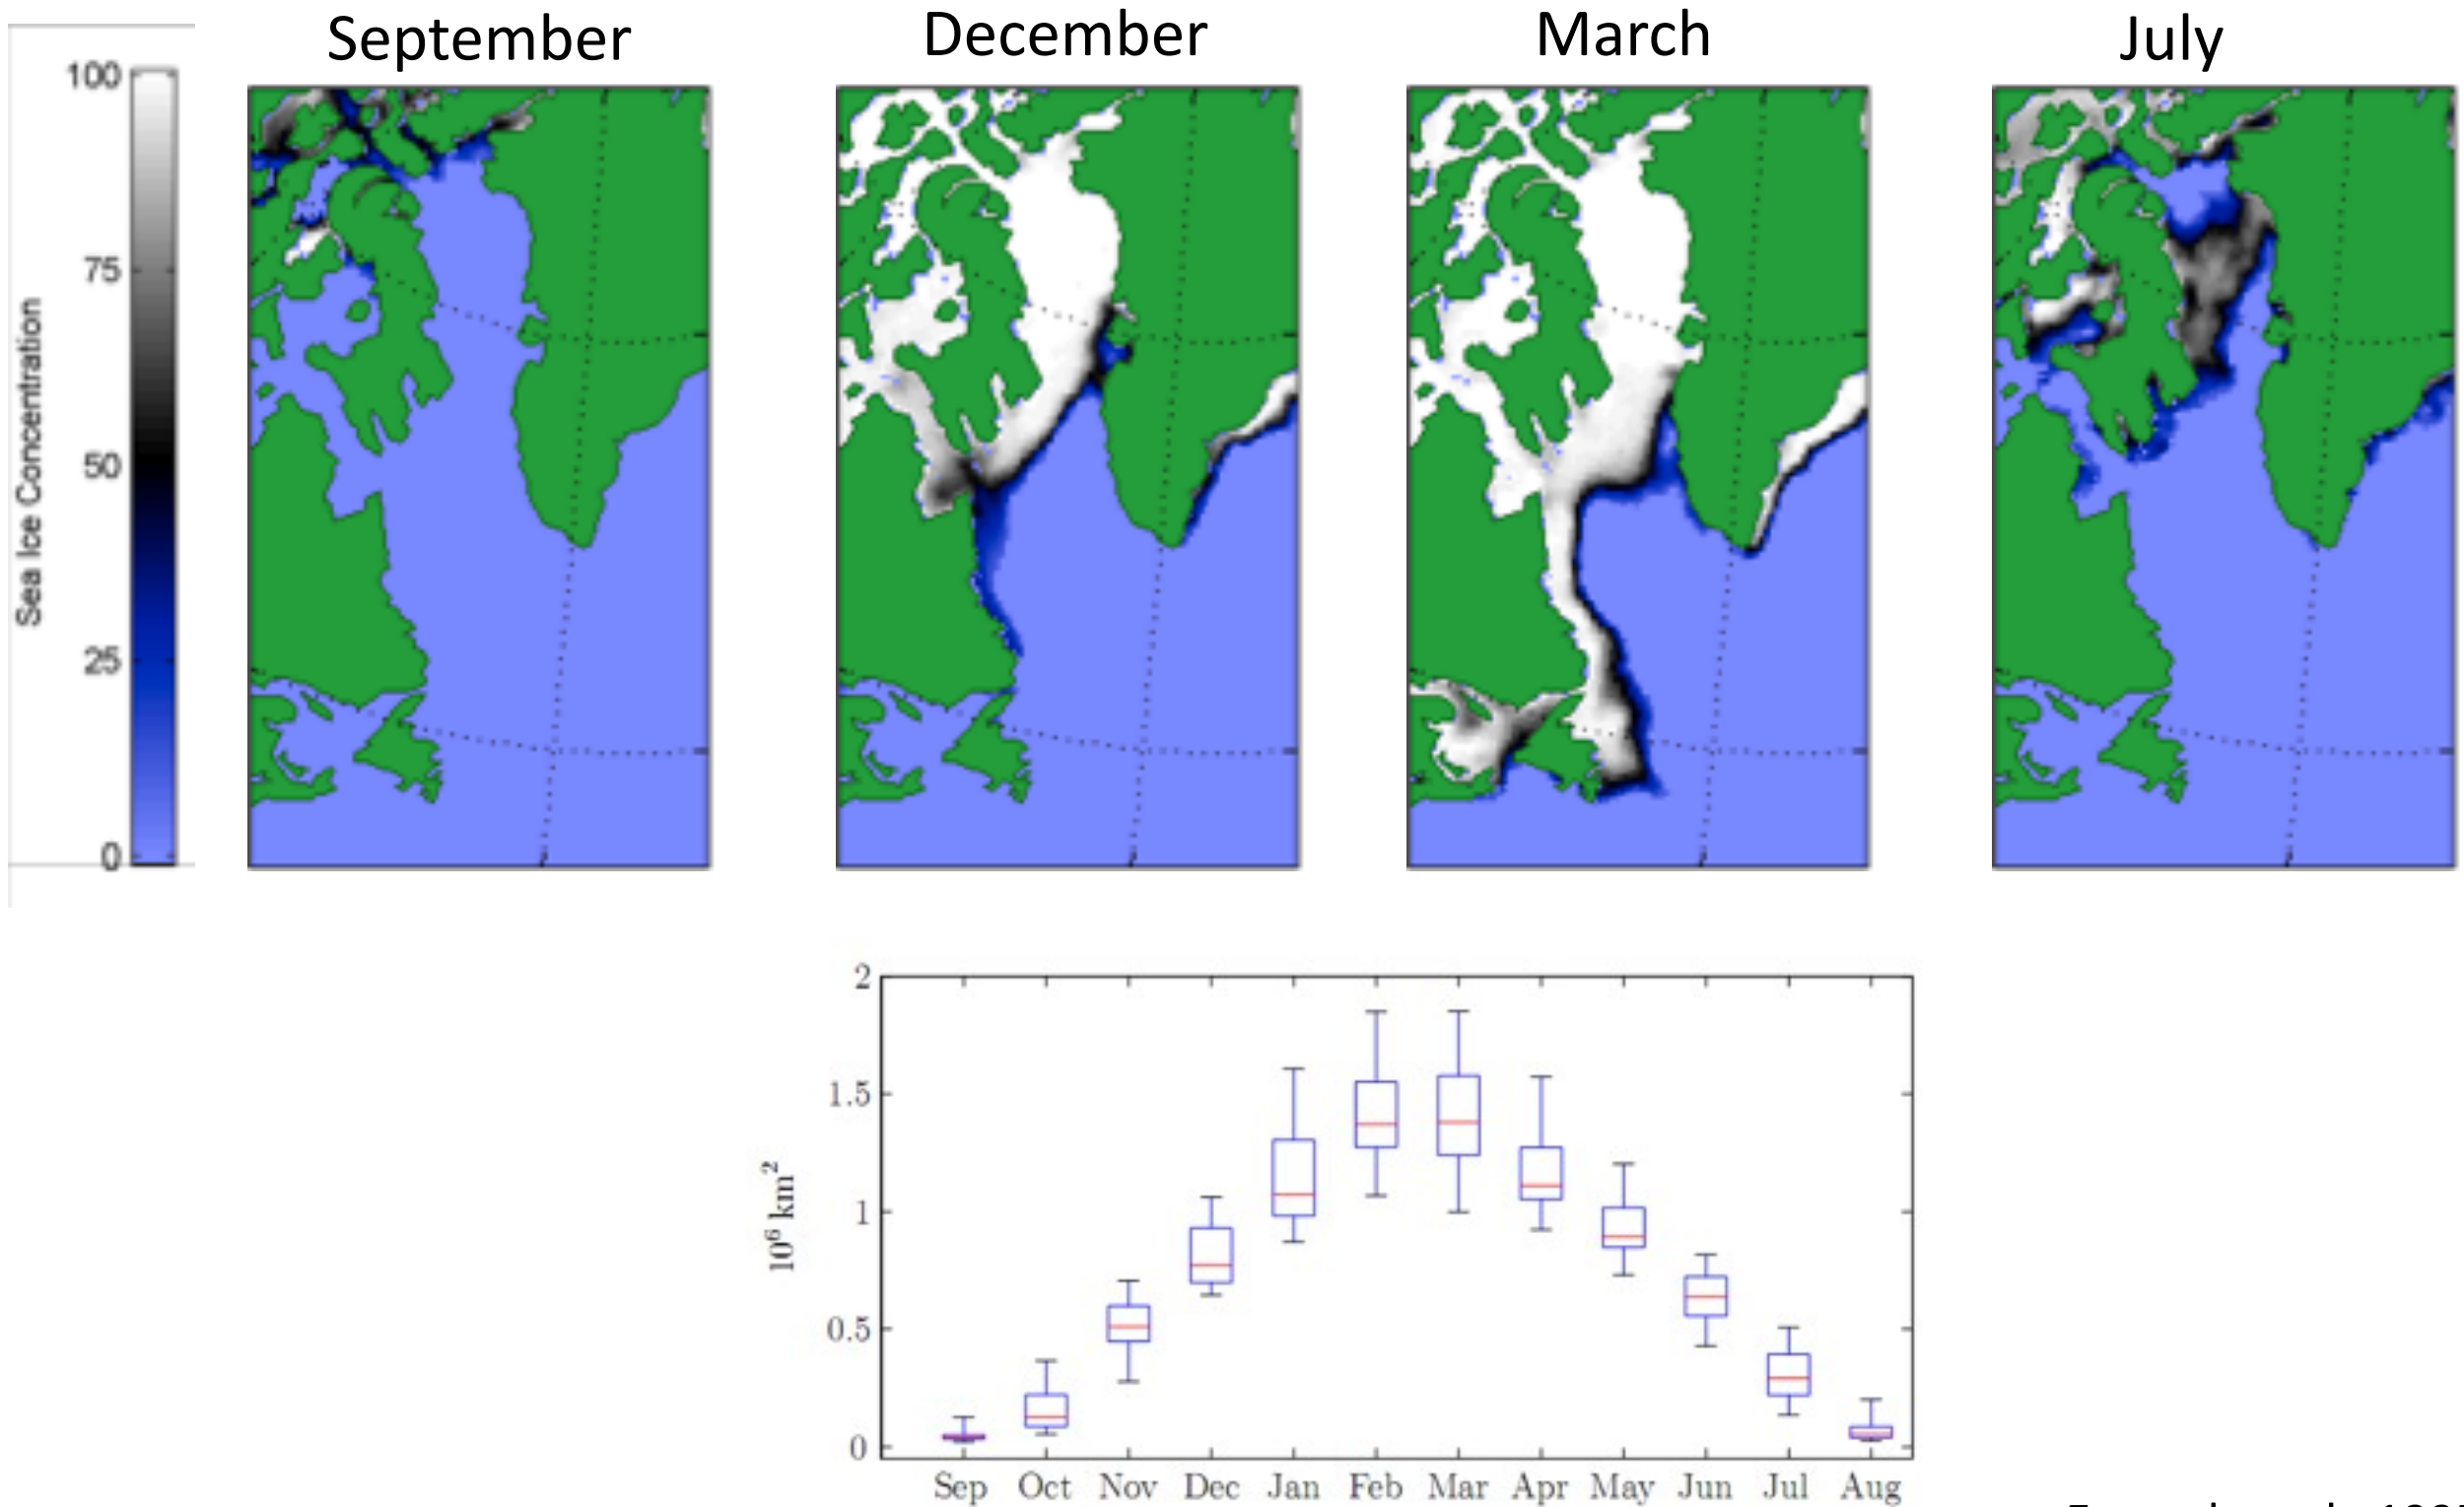 September
December
March
July
100
75
50
25
0
Sea Ice Concentration
2
1.5
1
0.5
0
10⁶ km²
Sep Oct Nov Dec Jan Feb Mar Apr May Jun Jul Aug